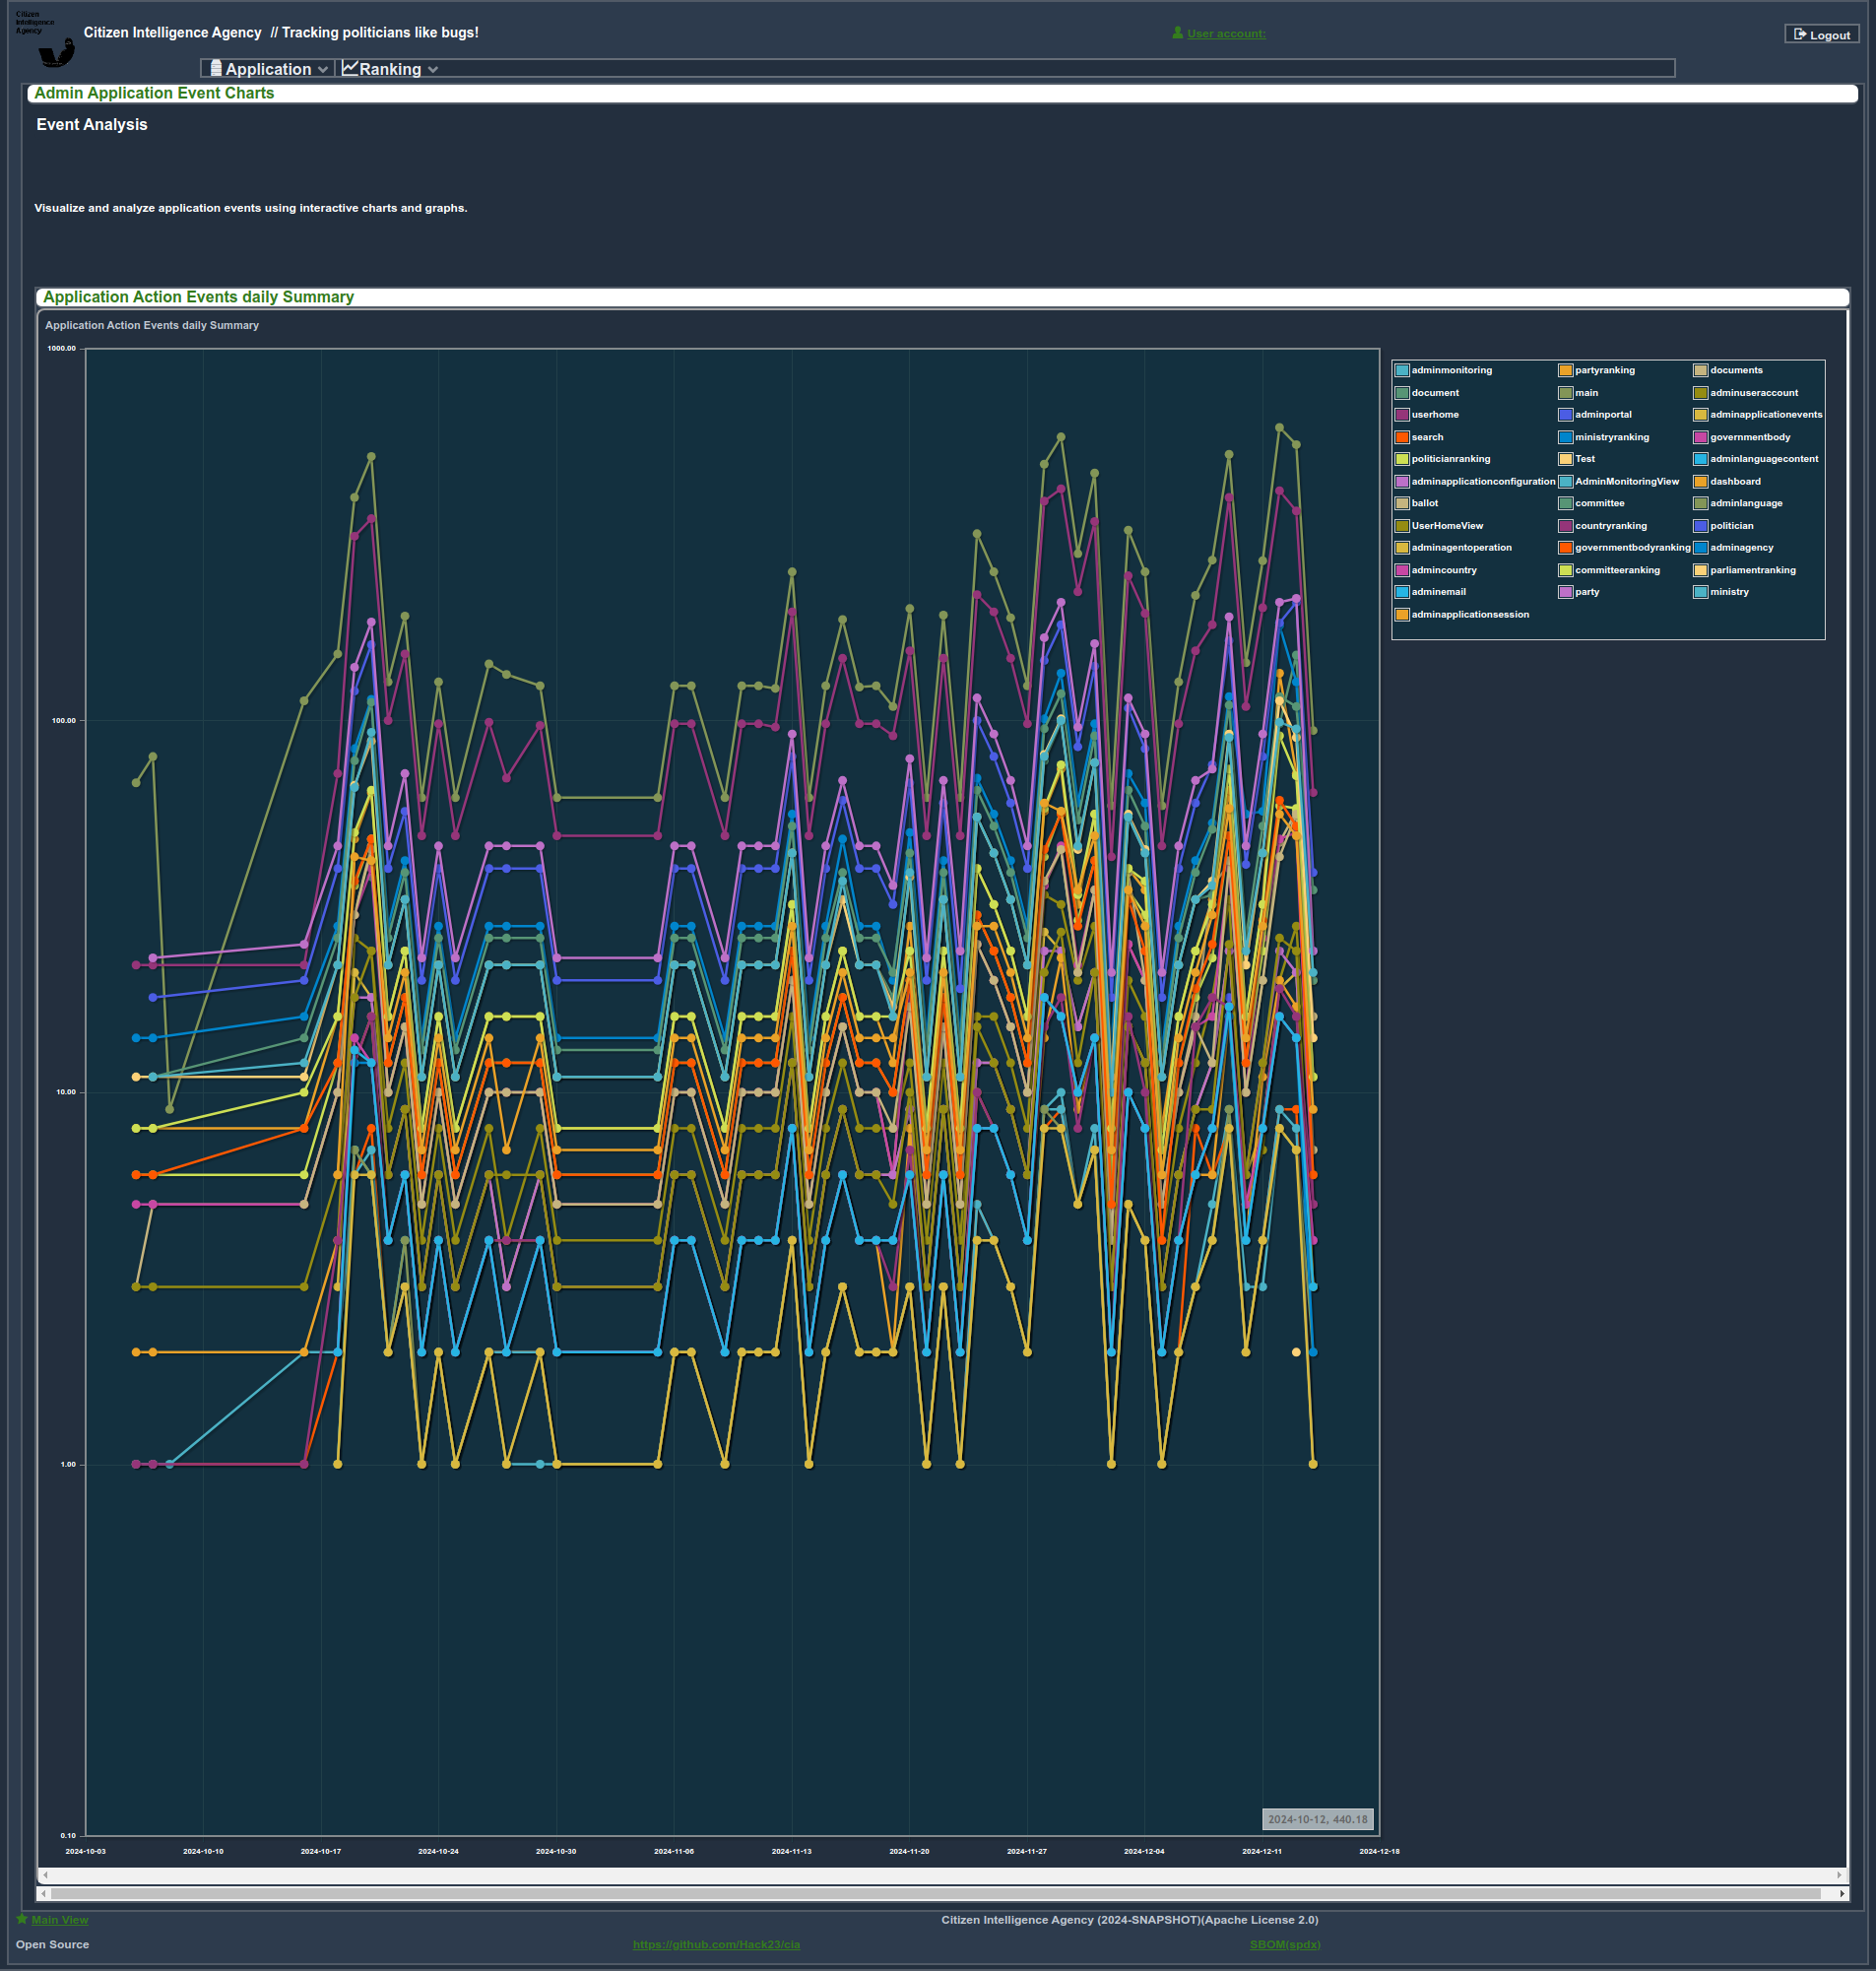 Citizen
Intelligence
Agency
Citizen Intelligence Agency // Tracking politicians like bugs!
User account:
Logout
Application
Ranking
Admin Application Event Charts
Event Analysis
Visualize and analyze application events using interactive charts and graphs.
Application Action Events daily Summary
Application Action Events daily Summary
1000.00
100.00
10.00
1.00
0.10
2024-10-03 2024-10-10 2024-10-17 2024-10-24 2024-10-30 2024-11-06 2024-11-13 2024-11-20 2024-11-27 2024-12-04 2024-12-11 2024-12-18
2024-10-12, 440.18
adminmonitoring partyranking documents
document main adminuseraccount
userhome adminportal adminapplicationevents
search ministryranking governmentbody
politicianranking Test adminlanguagecontent
adminapplicationconfiguration AdminMonitoringView dashboard
ballot committee adminlanguage
UserHomeView countryranking politician
adminagentoperation governmentbodyranking adminagency
admincountry committeeranking parliamentranking
adminemail party ministry
adminapplicationsession
Main View
Citizen Intelligence Agency (2024-SNAPSHOT)(Apache License 2.0)
Open Source
https://github.com/Hack23/cia
SBOM(spdx)